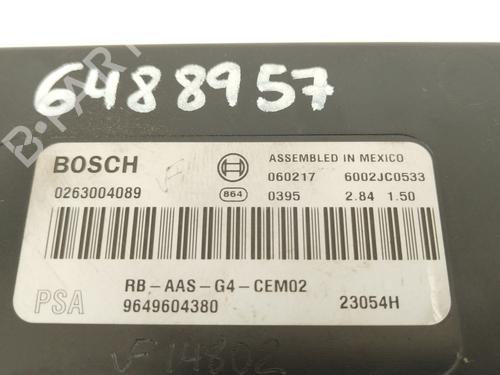 6488957
BOSCH
ASSEMBLED IN MEXICO
060217 6002JC0533
0263004089
864
0395 2.84 1.50
RB-AAS-G4-CEM02
PSA
9649604380
23054H
VF14802
B-PARTS